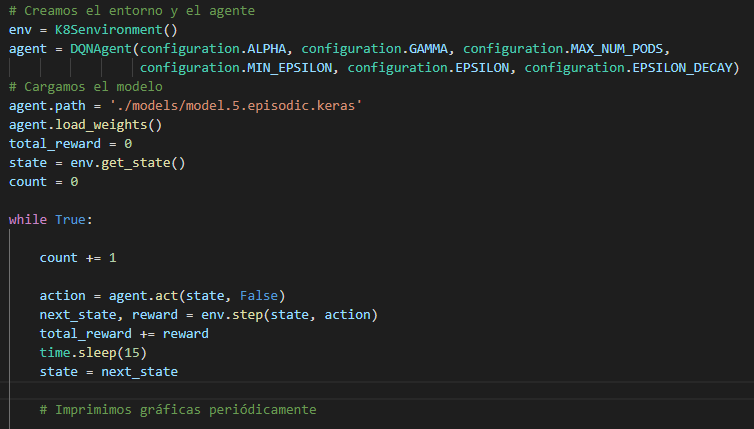 # Creamos el entorno y el agente
env = K8Senvironment()
agent = DQNAgent(configuration.ALPHA, configuration.GAMMA, configuration.MAX_NUM_PODS,
configuration.MIN_EPSILON, configuration.EPSILON, configuration.EPSILON_DECAY)
# Cargamos el modelo
agent.path = './models/model.5.episodic.keras'
agent.load_weights()
total_reward = 0
state = env.get_state()
count = 0
while True:
count += 1
action = agent.act(state, False)
next_state, reward = env.step(state, action)
total_reward += reward
time.sleep(15)
state = next_state
# Imprimimos gráficas periódicamente